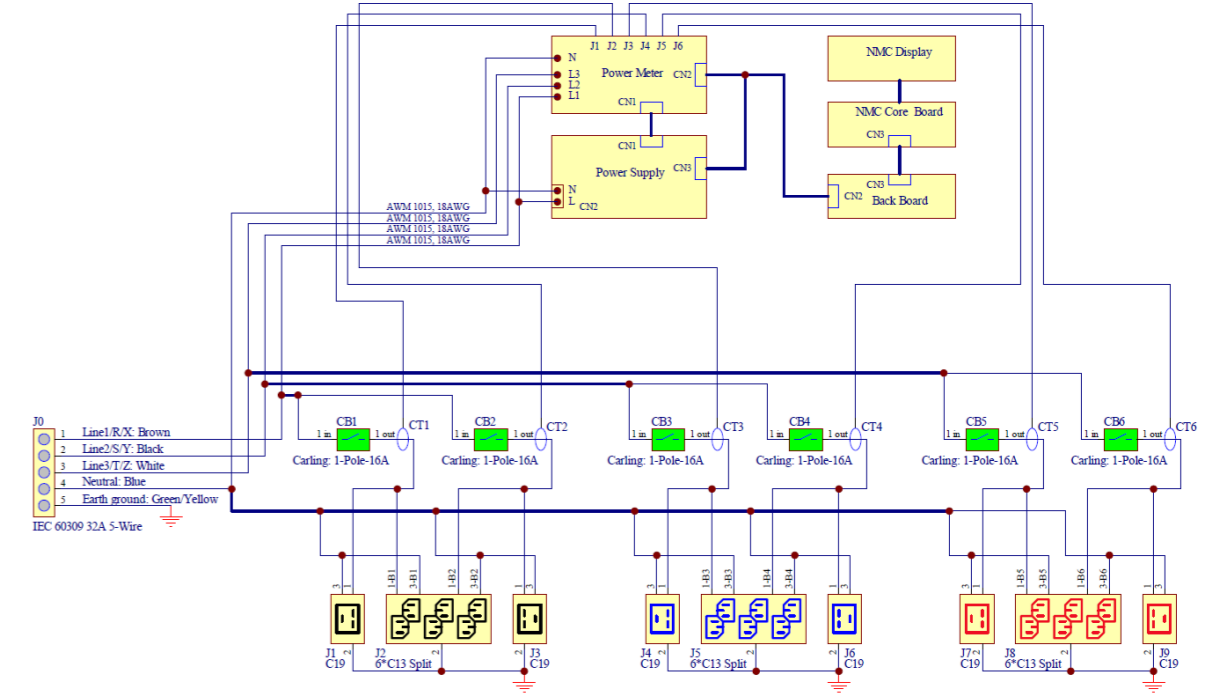 J1 J2 J3 J4 J5 J6
N
L3
L2
L1
Power Meter
CN2
CN1
NMC Display
NMC Core Board
CN3
CN1
Power Supply
CN3
N
L
CN2
CN3
CN2
Back Board
AWM 1015, 18AWG
AWM 1015, 18AWG
AWM 1015, 18AWG
AWM 1015, 18AWG
J0
1 Line1/R/X: Brown
2 Line2/S/Y: Black
3 Line3/T/Z: White
4 Neutral: Blue
5 Earth ground: Green/Yellow
IEC 60309 32A 5-Wire
CB1 CT1 CB2 CT2 CB3 CT3 CB4 CT4 CB5 CT5 CB6 CT6
1 in 1 out 1 in 1 out 1 in 1 out 1 in 1 out 1 in 1 out 1 in 1 out
Carling: 1-Pole-16A Carling: 1-Pole-16A Carling: 1-Pole-16A Carling: 1-Pole-16A Carling: 1-Pole-16A Carling: 1-Pole-16A
3 1 1-B1 3-B1 1-B2 3-B2 1 3 3 1 1-B3 3-B3 1-B4 3-B4 1 3 3 1 1-B5 3-B5 1-B6 3-B6 1 3
J1 2 J2 2 2 J3 J4 2 J5 2 2 J6 J7 2 J8 2 2 J9
C19 6*C13 Split C19 C19 6*C13 Split C19 C19 6*C13 Split C19